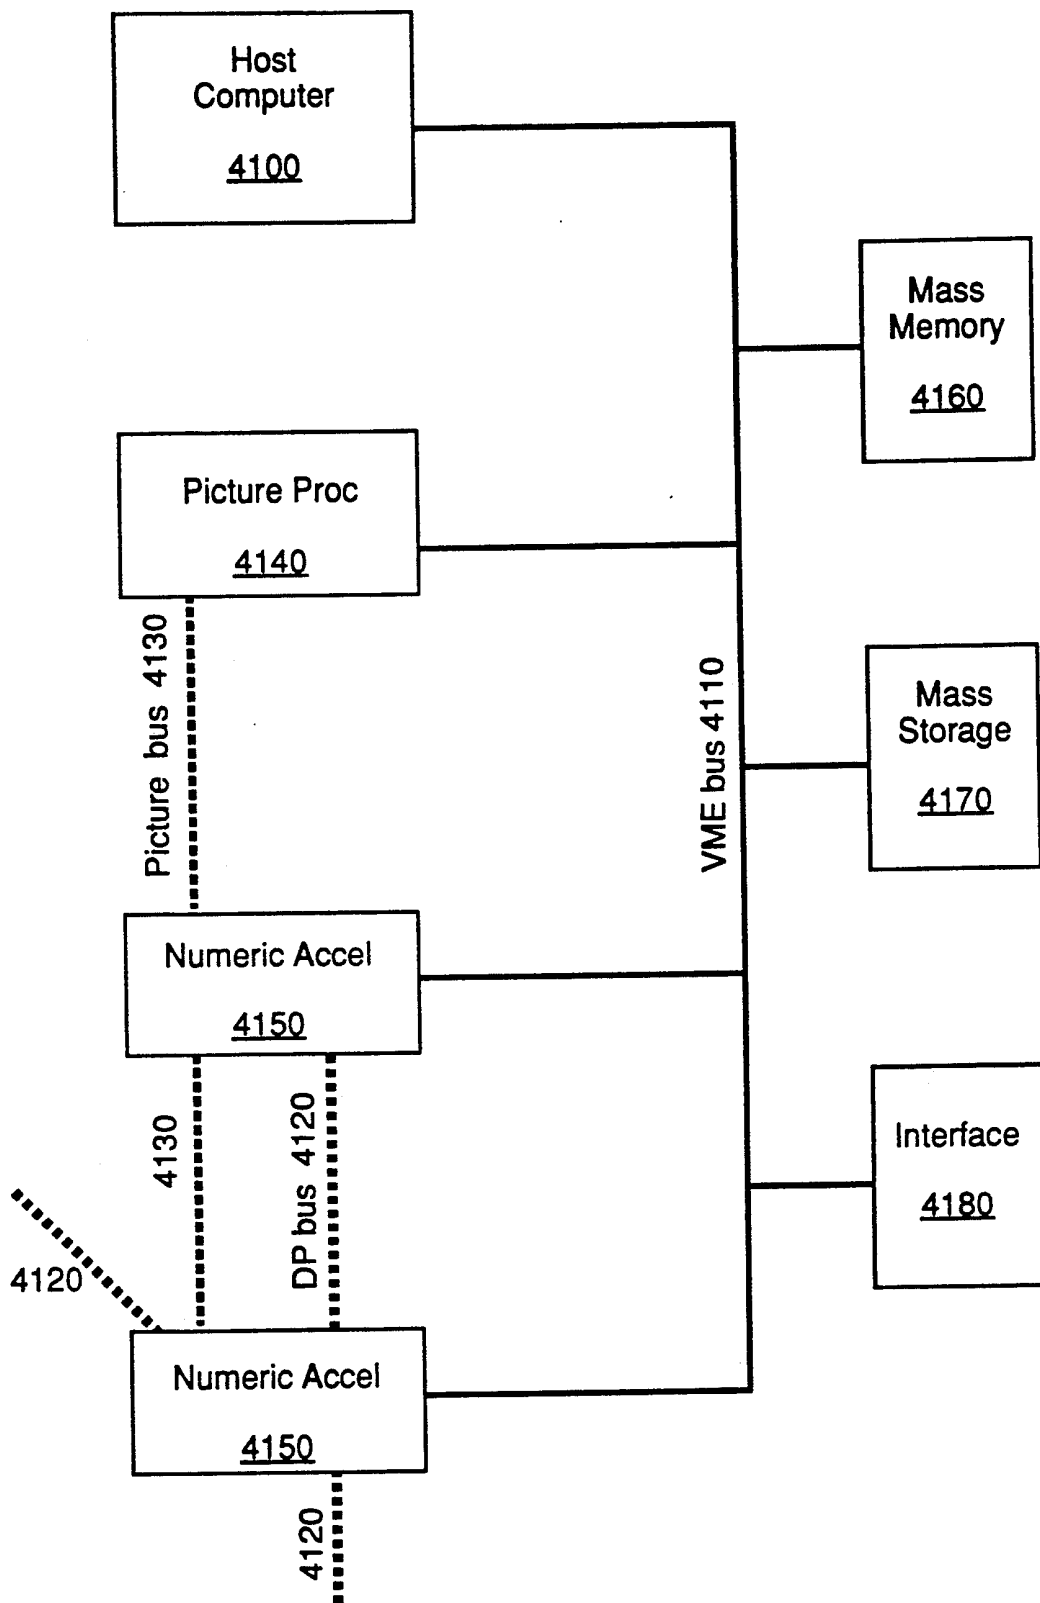 Host
Computer
4100
Mass
Memory
4160
Picture Proc
4140
Picture bus 4130
VME bus 4110
Mass
Storage
4170
Numeric Accel
4150
4130
DP bus 4120
Interface
4180
4120
Numeric Accel
4150
4120